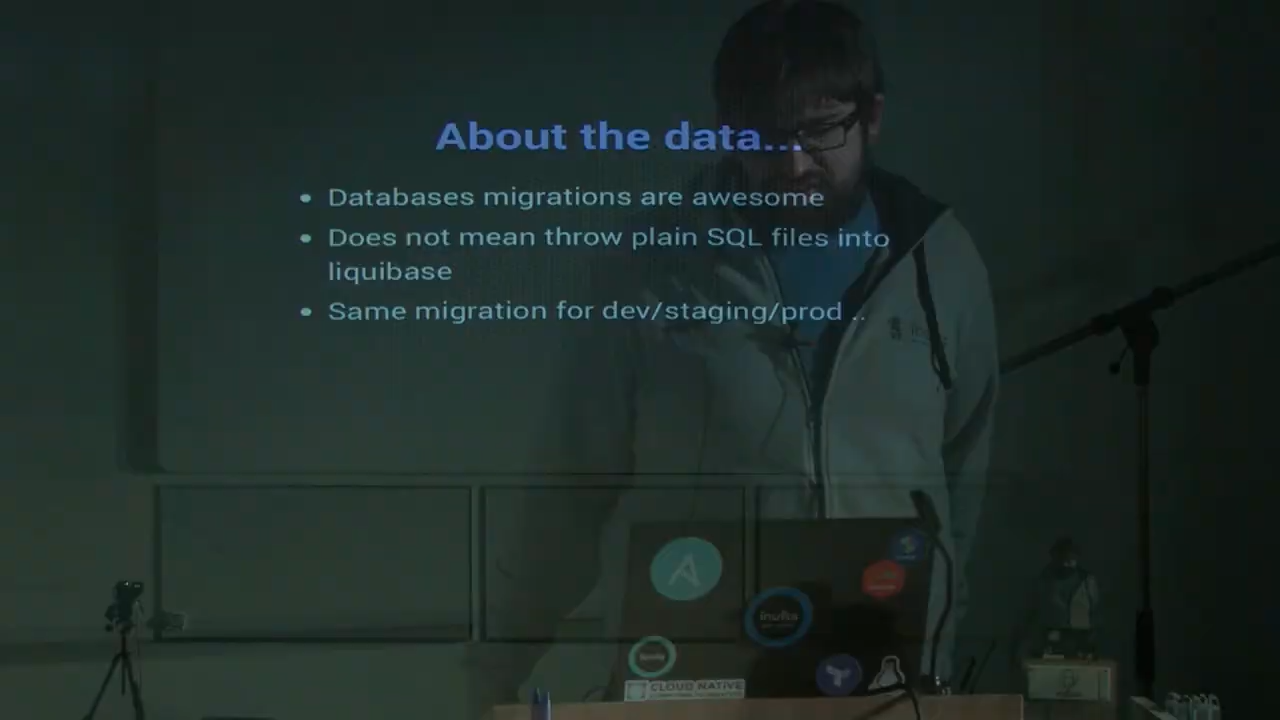 About the data...
Databases migrations are awesome
Does not mean throw plain SQL files into
liquibase
Same migration for dev/staging/prod ..
CLOUD NATIVE